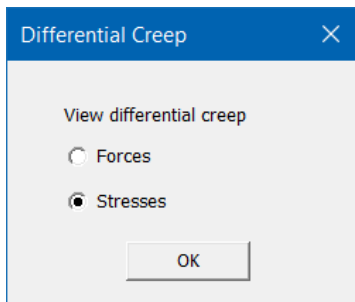 Differential Creep
View differential creep
Forces
Stresses
OK